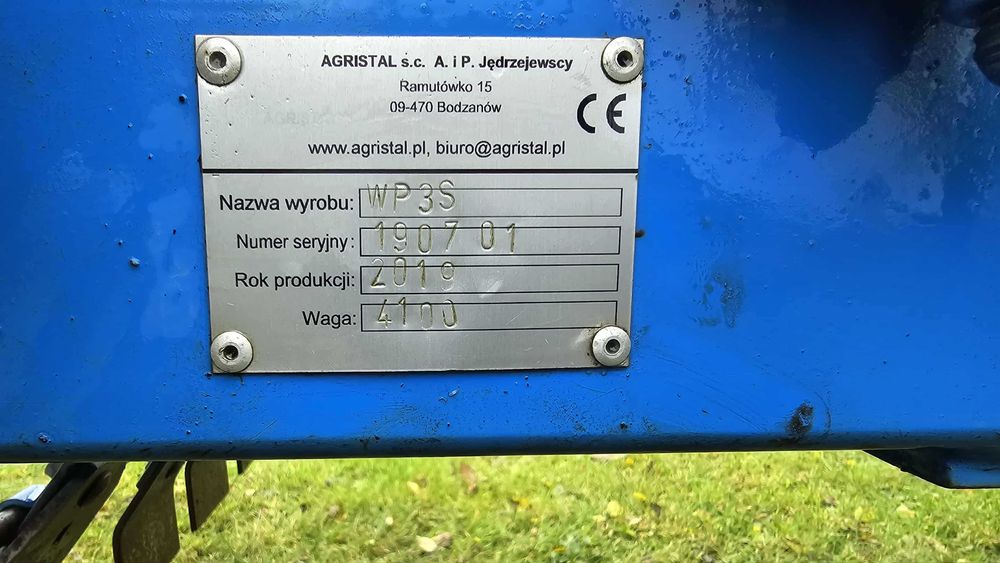 AGRISTAL s.c. A. i P. Jędrzejewscy
Ramutówko 15
09-470 Bodzanów
CE
www.agristal.pl, biuro@agristal.pl
Nazwa wyrobu: WP3S
Numer seryjny: 1907 01
Rok produkcji: 2019
Waga: 4100